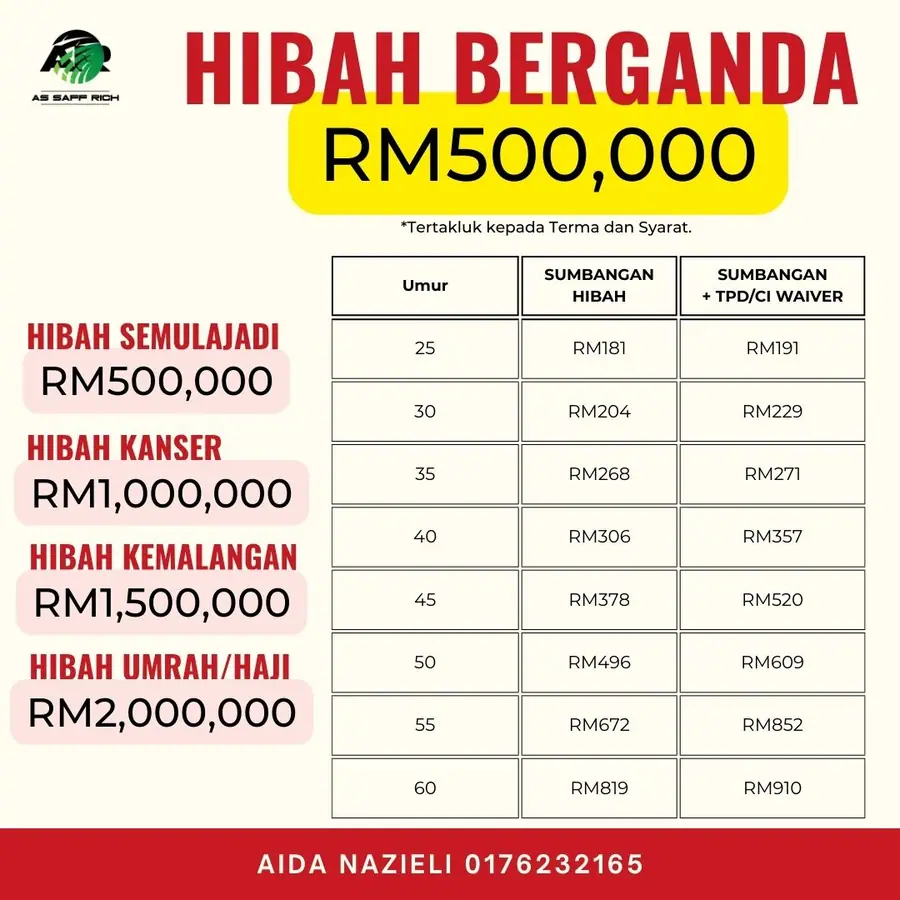 AS SAFF RICH
HIBAH BERGANDA
RM500,000
*Tertakluk kepada Terma dan Syarat.
HIBAH SEMULAJADI
RM500,000
HIBAH KANSER
RM1,000,000
HIBAH KEMALANGAN
RM1,500,000
HIBAH UMRAH/HAJI
RM2,000,000
Umur SUMBANGAN HIBAH SUMBANGAN + TPD/CI WAIVER
25 RM181 RM191
30 RM204 RM229
35 RM268 RM271
40 RM306 RM357
45 RM378 RM520
50 RM496 RM609
55 RM672 RM852
60 RM819 RM910
AIDA NAZIELI 0176232165